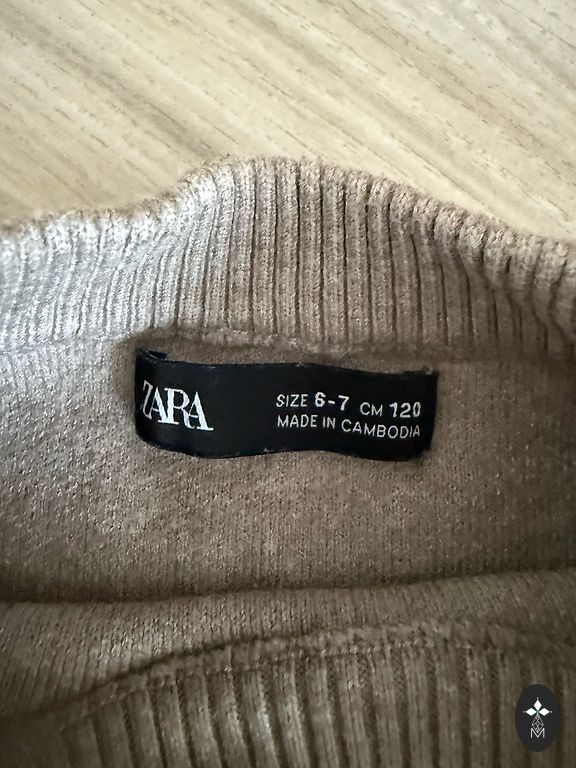 ZARA
SIZE 6-7 CM 120
MADE IN CAMBODIA
M